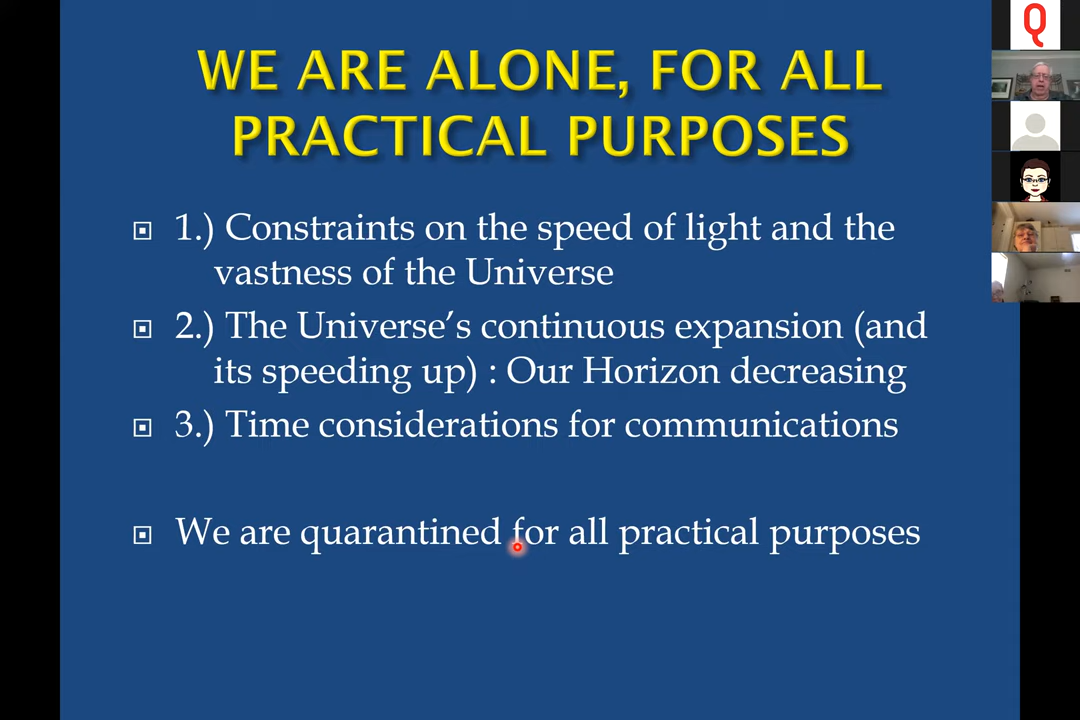 WE ARE ALONE, FOR ALL
PRACTICAL PURPOSES
1.) Constraints on the speed of light and the
vastness of the Universe
2.) The Universe’s continuous expansion (and
its speeding up) : Our Horizon decreasing
3.) Time considerations for communications
We are quarantined for all practical purposes
Q